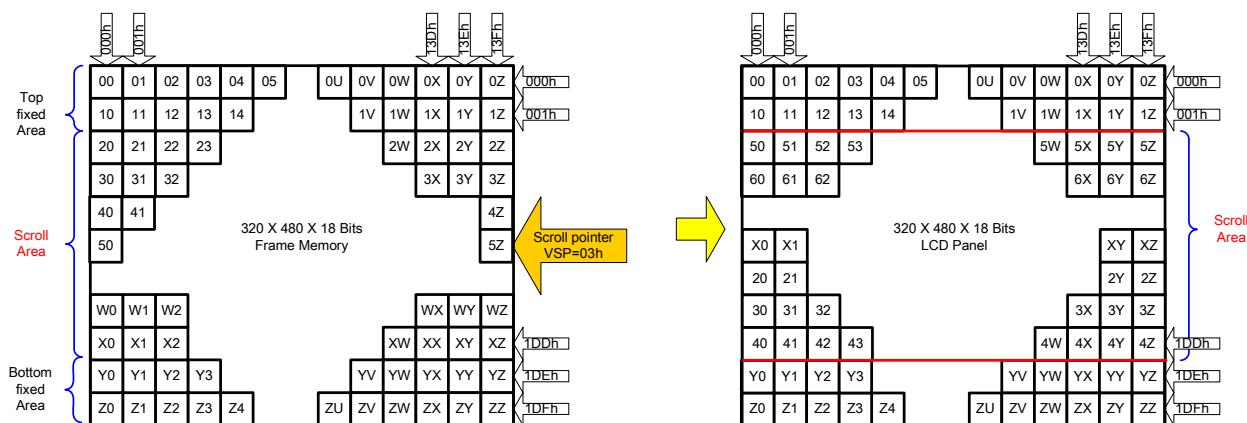 000h 001h 13Dh 13Eh 13Fh 000h 001h 13Dh 13Eh 13Fh
00 01 02 03 04 05 0U 0V 0W 0X 0Y 0Z 000h 00 01 02 03 04 05 0U 0V 0W 0X 0Y 0Z 000h
Top
fixed
Area
10 11 12 13 14 1V 1W 1X 1Y 1Z 001h 10 11 12 13 14 1V 1W 1X 1Y 1Z 001h
20 21 22 23 2W 2X 2Y 2Z 50 51 52 53 5W 5X 5Y 5Z
30 31 32 3X 3Y 3Z 60 61 62 6X 6Y 6Z
40 41 4Z
Scroll
Area
320 X 480 X 18 Bits
Frame Memory
320 X 480 X 18 Bits
LCD Panel
Scroll
Area
50 5Z X0 X1 XY XZ
Scroll pointer
VSP=03h
20 21 2Y 2Z
W0 W1 W2 WX WY WZ 30 31 32 3X 3Y 3Z
X0 X1 X2 XW XX XY XZ 1DDh 40 41 42 43 4W 4X 4Y 4Z 1DDh
Bottom
fixed
Area
Y0 Y1 Y2 Y3 YV YW YX YY YZ 1DEh Y0 Y1 Y2 Y3 YV YW YX YY YZ 1DEh
Z0 Z1 Z2 Z3 Z4 ZU ZV ZW ZX ZY ZZ 1DFh Z0 Z1 Z2 Z3 Z4 ZU ZV ZW ZX ZY ZZ 1DFh